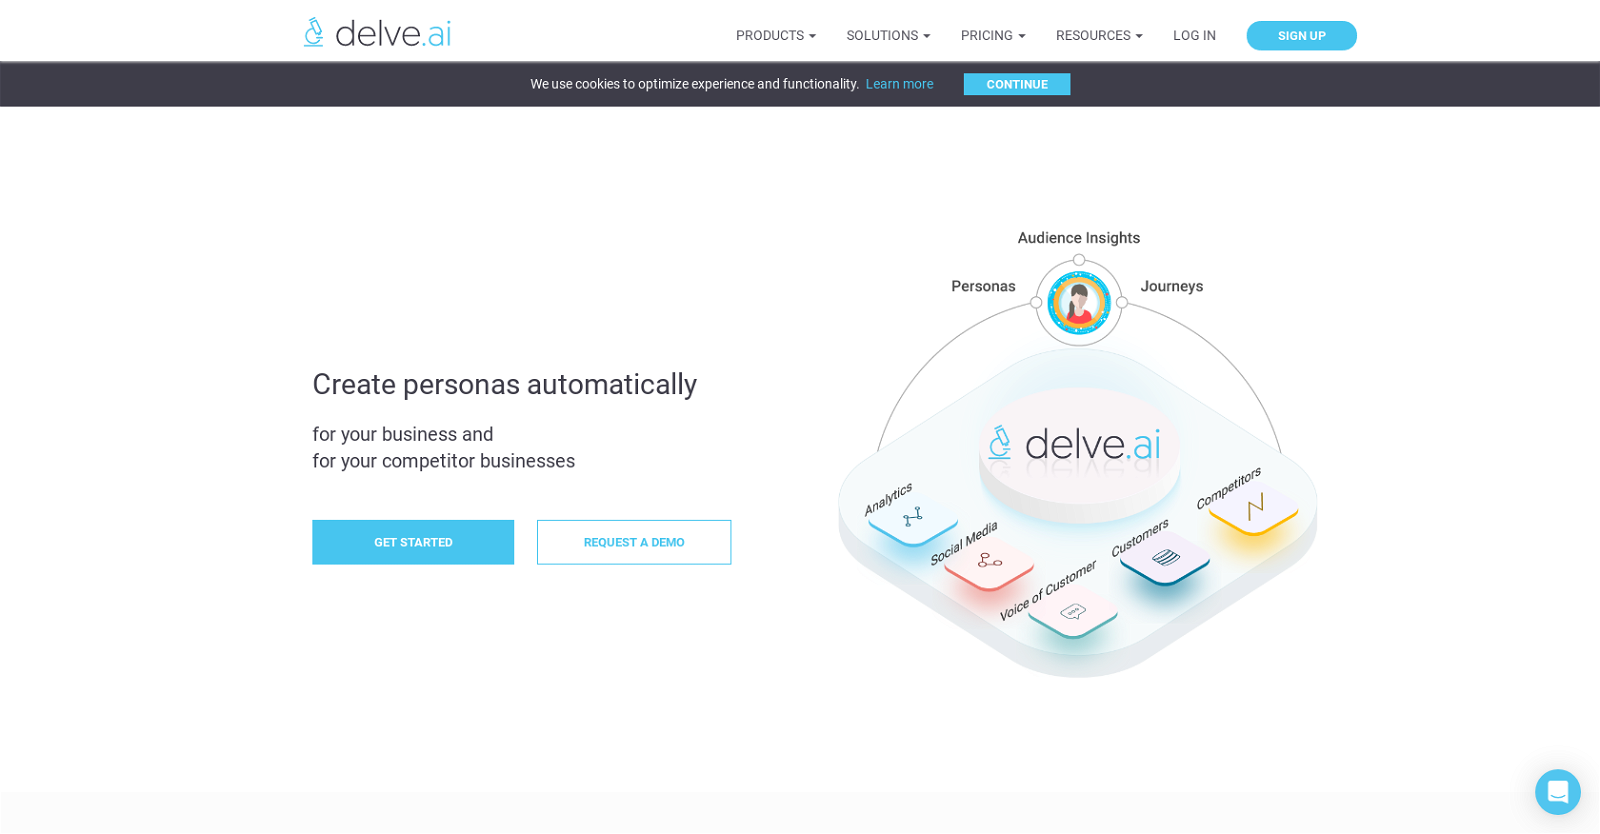 delve.ai
PRODUCTS
SOLUTIONS
PRICING
RESOURCES
LOG IN
SIGN UP
We use cookies to optimize experience and functionality. Learn more
CONTINUE
Create personas automatically
for your business and
for your competitor businesses
GET STARTED
REQUEST A DEMO
Audience Insights
Personas
Journeys
delve.ai
Analytics
Social Media
Voice of Customer
Customers
Competitors